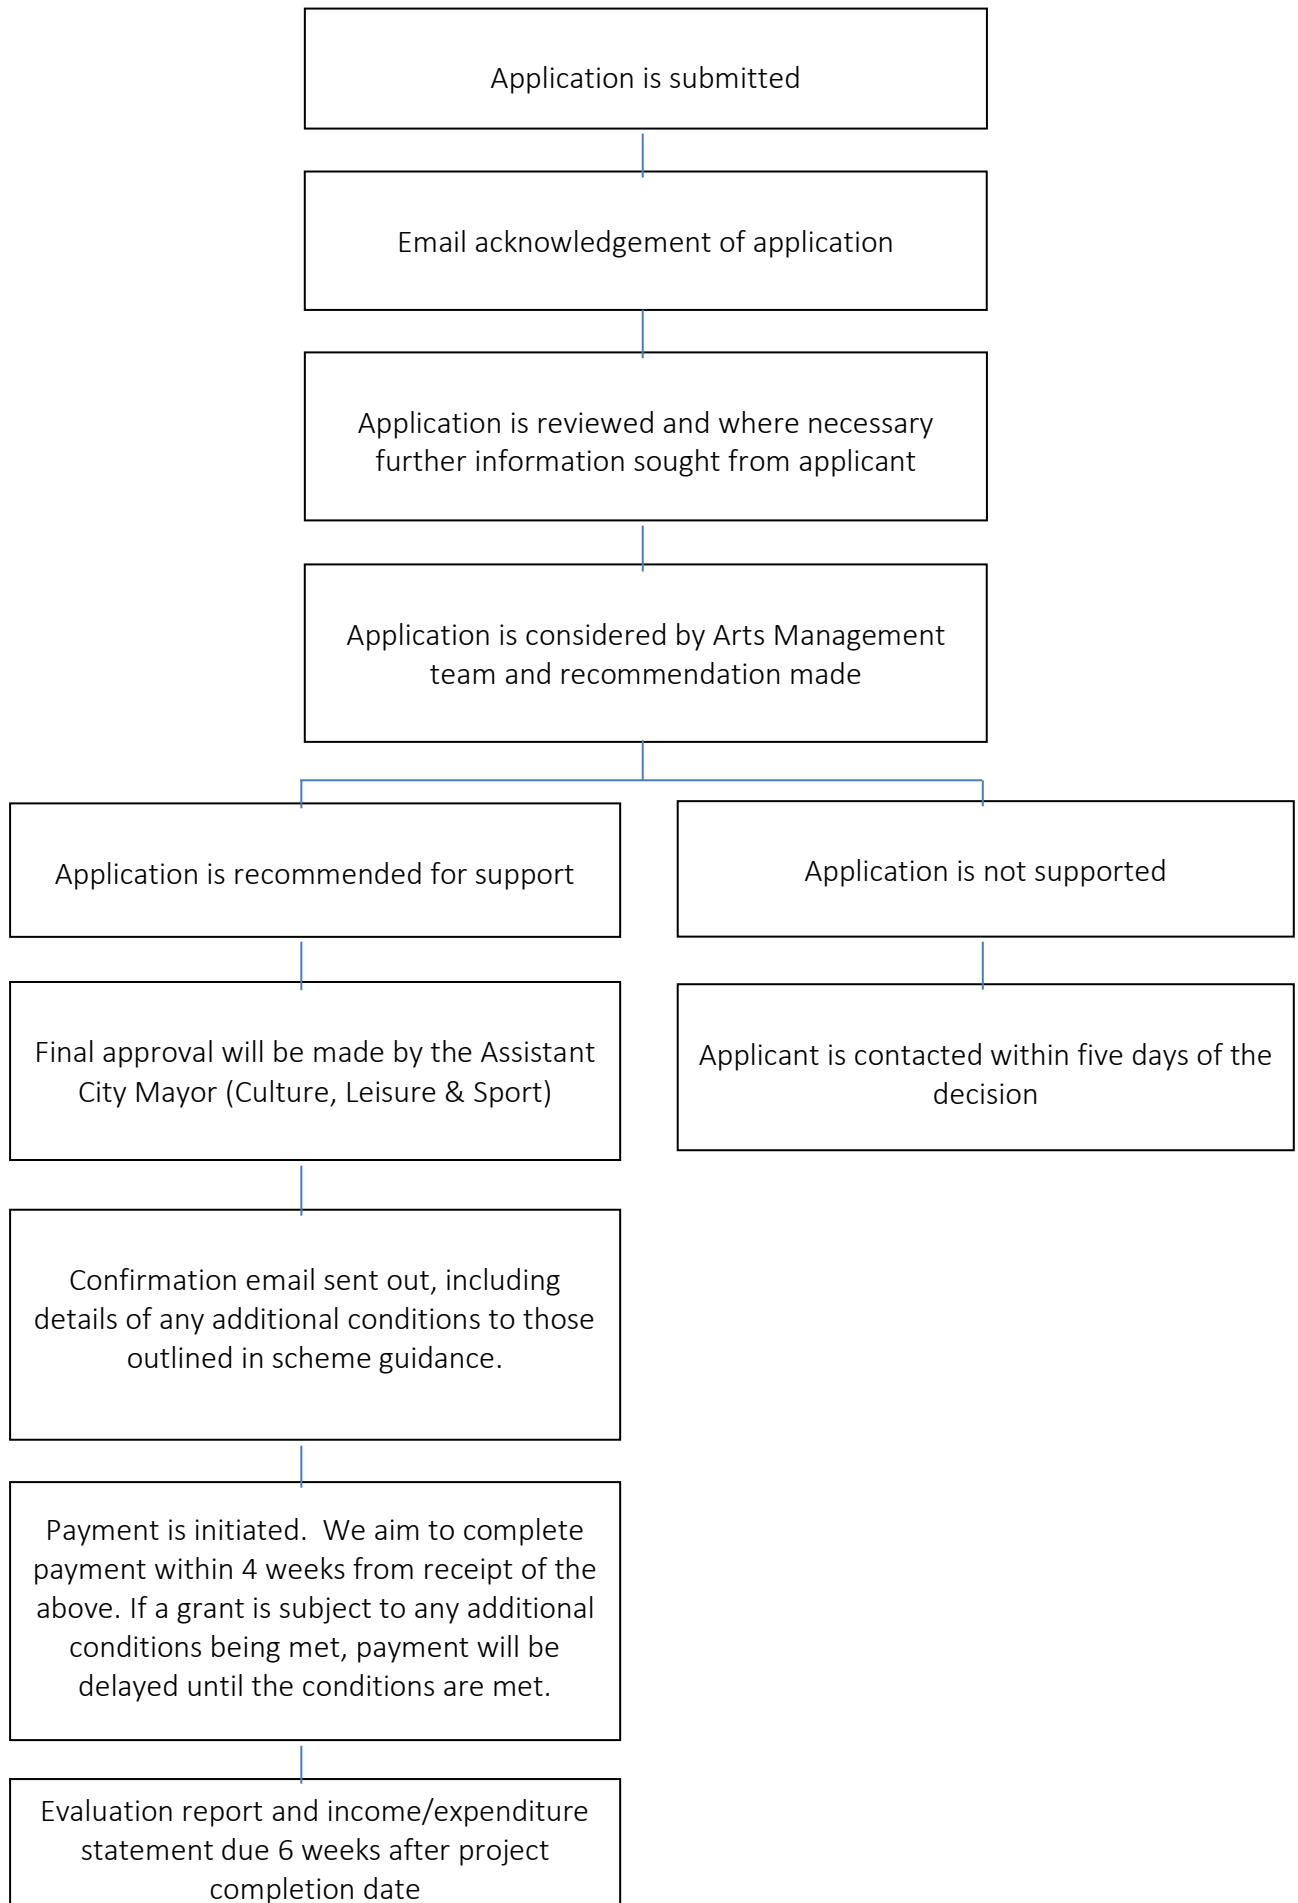 Application is submitted
Email acknowledgement of application
Application is reviewed and where necessary
further information sought from applicant
Application is considered by Arts Management
team and recommendation made
Application is recommended for support
Application is not supported
Final approval will be made by the Assistant
City Mayor (Culture, Leisure & Sport)
Applicant is contacted within five days of the
decision
Confirmation email sent out, including
details of any additional conditions to those
outlined in scheme guidance.
Payment is initiated.  We aim to complete
payment within 4 weeks from receipt of the
above. If a grant is subject to any additional
conditions being met, payment will be
delayed until the conditions are met.
Evaluation report and income/expenditure
statement due 6 weeks after project
completion date